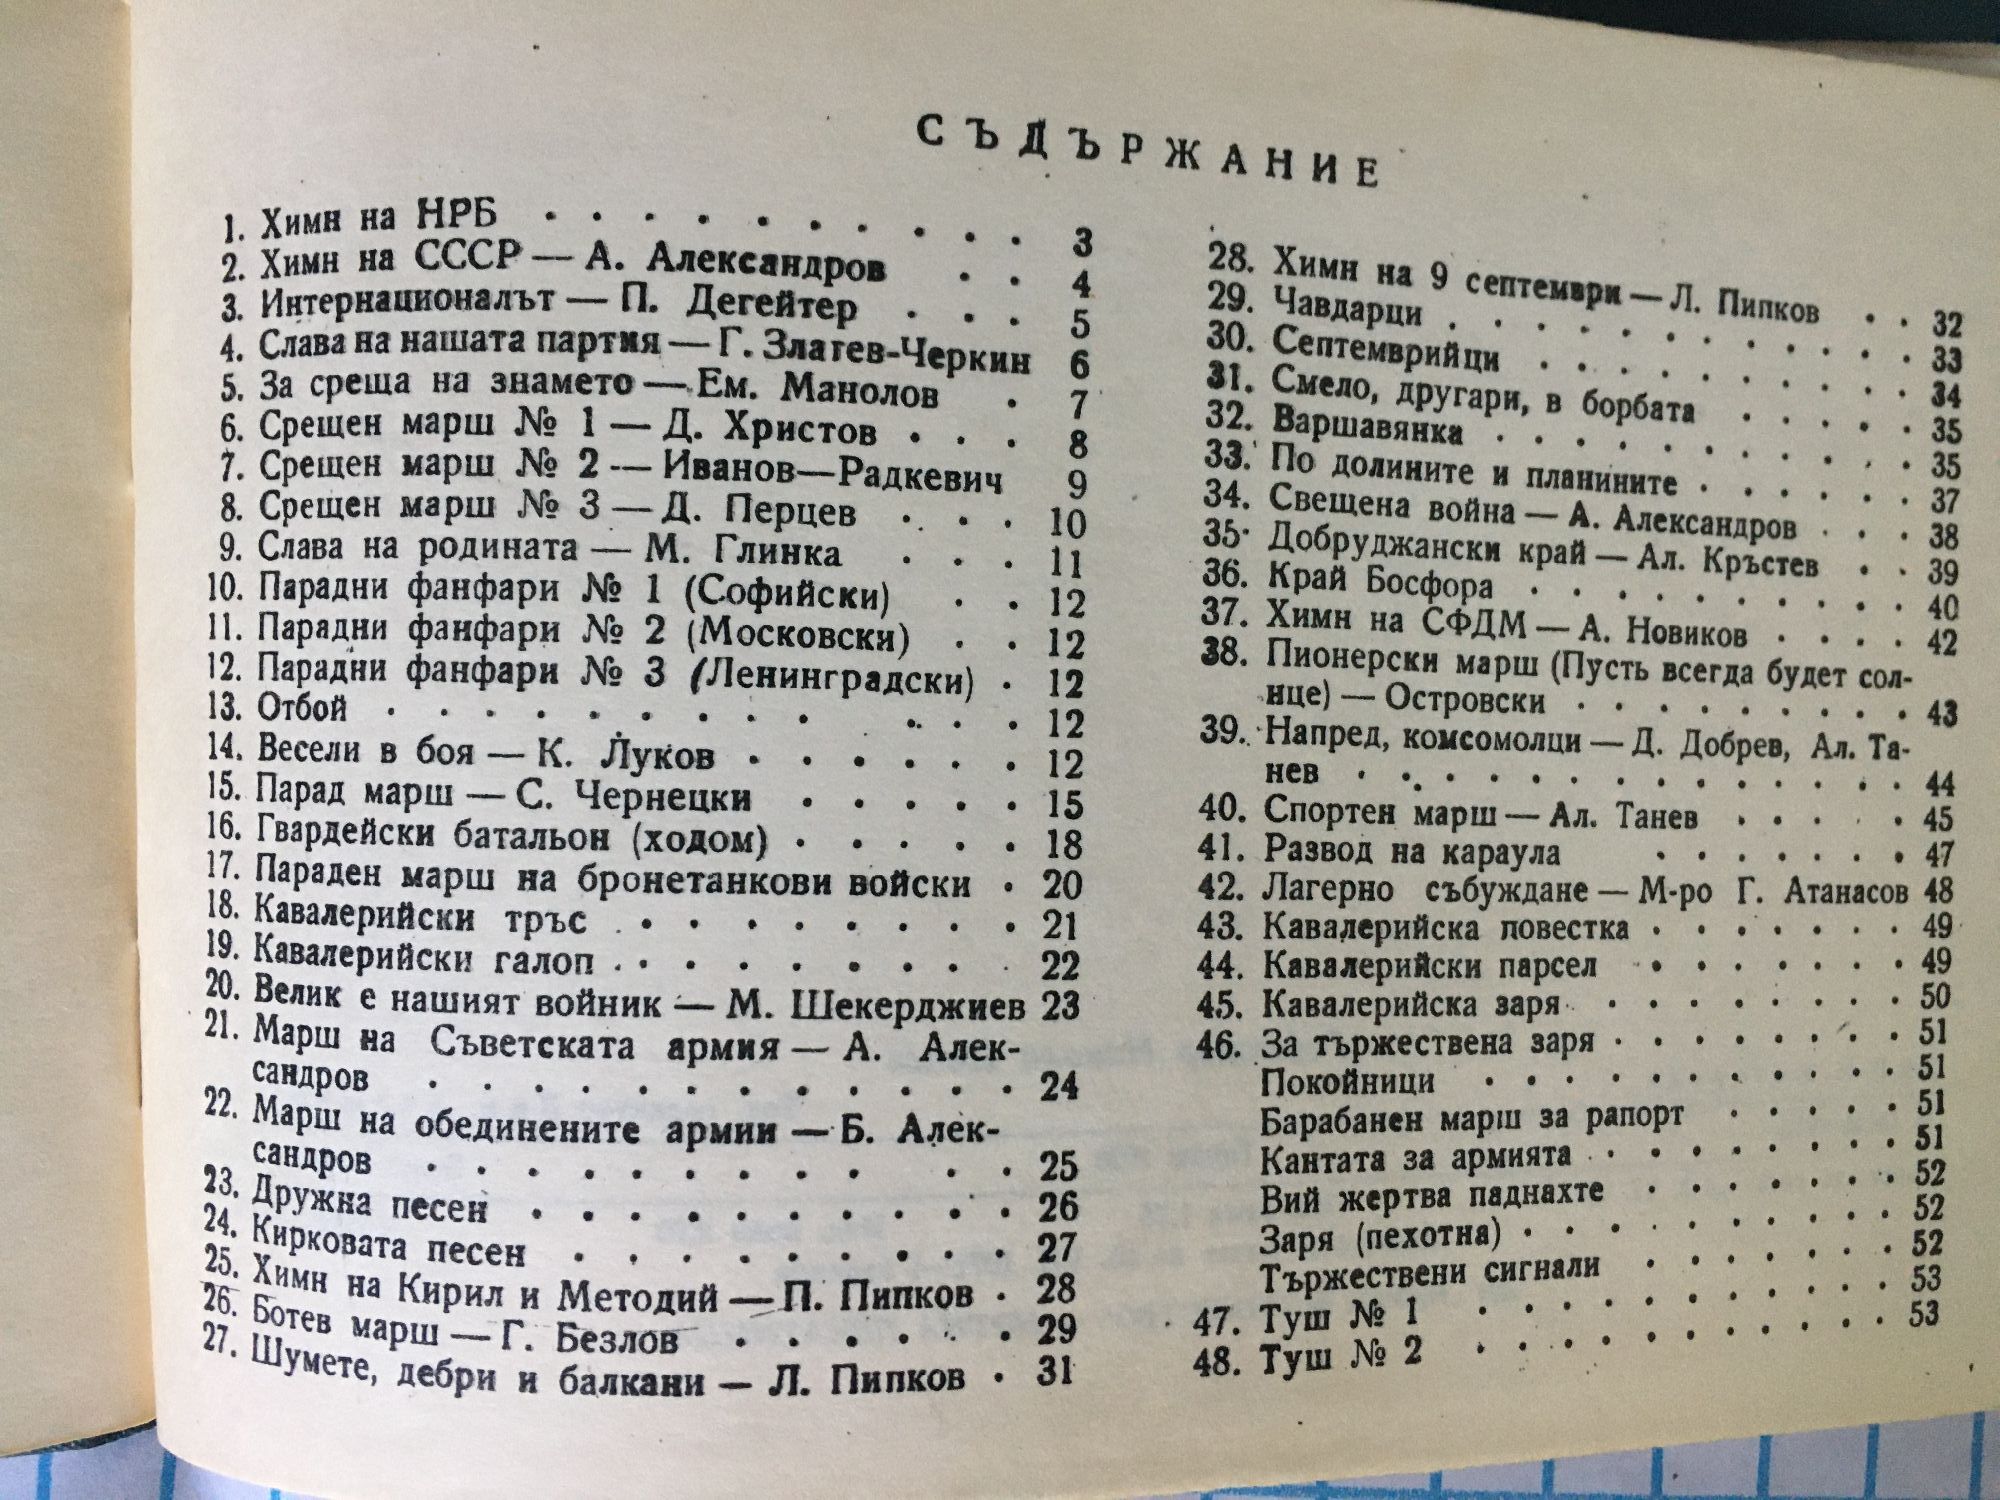 СЪДЪРЖАНИЕ
1. Химн на НРБ . . . . . . . . . 3
2. Химн на СССР — А. Александров . . 4
3. Интернационалът — П. Дегейтер . . . 5
4. Слава на нашата партия — Г. Златев-Черкин 6
5. За среща на знамето — Ем. Манолов . 7
6. Срещен марш № 1 — Д. Христов . . . 8
7. Срещен марш № 2 — Иванов—Радкевич 9
8. Срещен марш № 3 — Д. Перцев . . . 10
9. Слава на родината — М. Глинка . . . 11
10. Парадни фанфари № 1 (Софийски) . . 12
11. Парадни фанфари № 2 (Московски) . . 12
12. Парадни фанфари № 3 (Ленинградски) . 12
13. Отбой . . . . . . . . . . . 12
14. Весели в боя — К. Луков . . . . . . 12
15. Парад марш — С. Чернецки . . . . . 15
16. Гвардейски батальон (ходом) . . . . . 18
17. Параден марш на бронетанкови войски . 20
18. Кавалерийски тръс . . . . . . . . 21
19. Кавалерийски галоп . . . . . . . . 22
20. Велик е нашият войник — М. Шекерджиев 23
21. Марш на Съветската армия — А. Алек-
сандров . . . . . . . . . . . 24
22. Марш на обединените армии — Б. Алек-
сандров . . . . . . . . . . . 25
23. Дружна песен . . . . . . . . . 26
24. Кирковата песен . . . . . . . . 27
25. Химн на Кирил и Методий — П. Пипков . 28
26. Ботев марш — Г. Безлов . . . . . . 29
27. Шумете, дебри и балкани — Л. Пипков . 31
28. Химн на 9 септември — Л. Пипков . . 32
29. Чавдарци . . . . . . . . . . 33
30. Септемврийци . . . . . . . . . 34
31. Смело, другари, в борбата . . . . . 35
32. Варшавянка . . . . . . . . . 35
33. По долините и планините . . . . . . 37
34. Свещена война — А. Александров . . . 38
35. Добруджански край — Ал. Кръстев . . 39
36. Край Босфора . . . . . . . . . . 40
37. Химн на СФДМ — А. Новиков . . . . 42
38. Пионерски марш (Пусть всегда будет сол-
нце) — Островски . . . . . . . . . 43
39. Напред, комсомолци — Д. Добрев, Ал. Та-
нев . . . . . . . . . . . . . 44
40. Спортен марш — Ал. Танев . . . . . 45
41. Развод на караула . . . . . . . 47
42. Лагерно събуждане — М-ро Г. Атанасов 48
43. Кавалерийска повестка . . . . . . . 49
44. Кавалерийски парсел . . . . . . . 49
45. Кавалерийска заря . . . . . . . . 50
46. За тържествена заря . . . . . . . . 51
Покойници . . . . . . . . . . . 51
Барабанен марш за рапорт . . . . . 51
Кантата за армията . . . . . . . . 51
Вий жертва паднахте . . . . . . . 52
Заря (пехотна) . . . . . . . . . . 52
Тържествени сигнали . . . . . . . 52
47. Туш № 1 . . . . . . . . . . 53
48. Туш № 2 . . . . . . . . . . 53